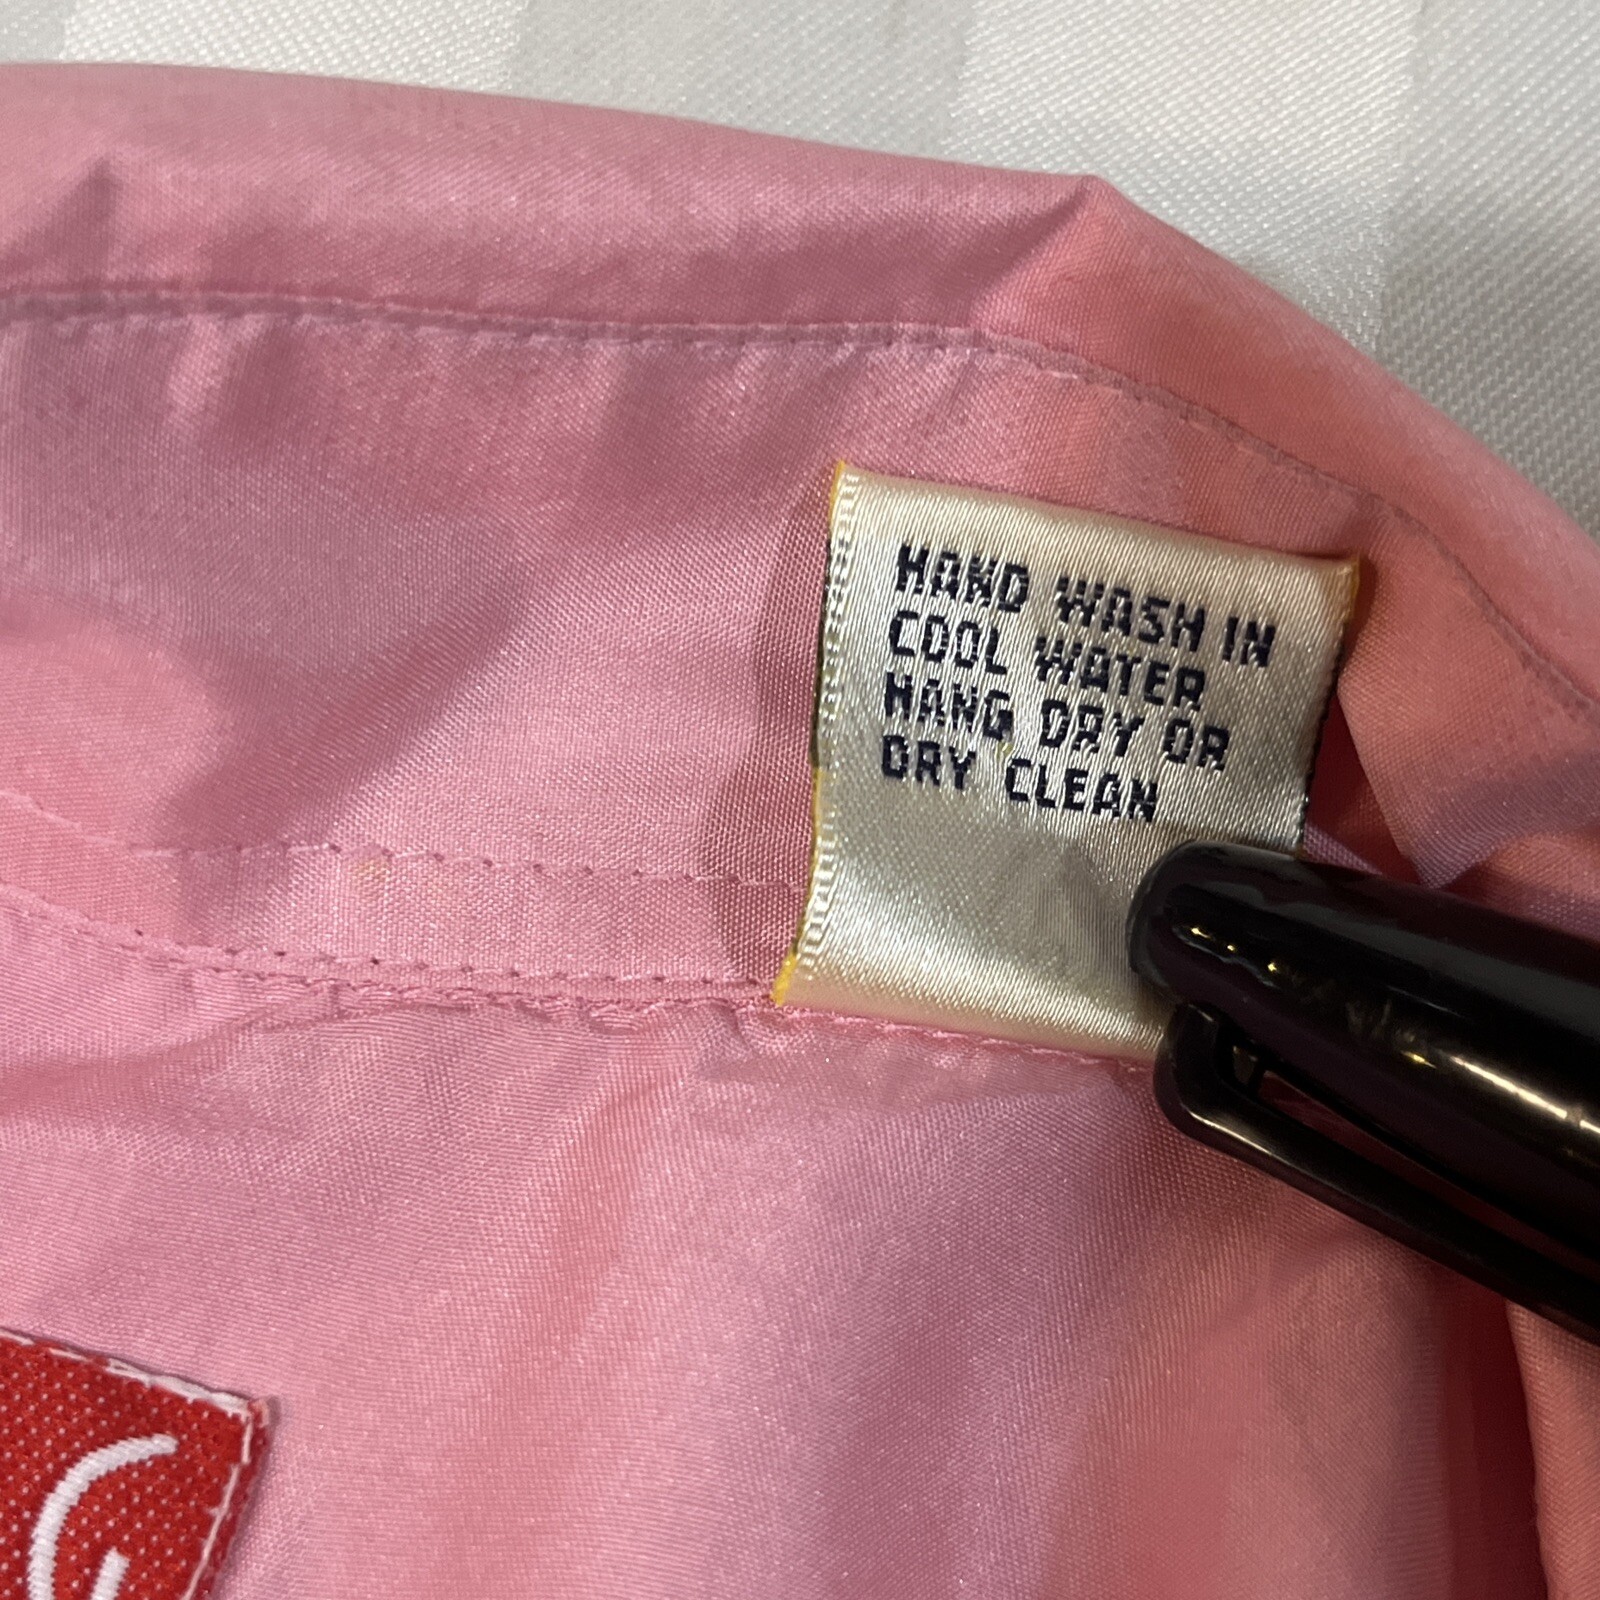 HAND WASH IN
COOL WATER
HANG DRY OR
DRY CLEAN